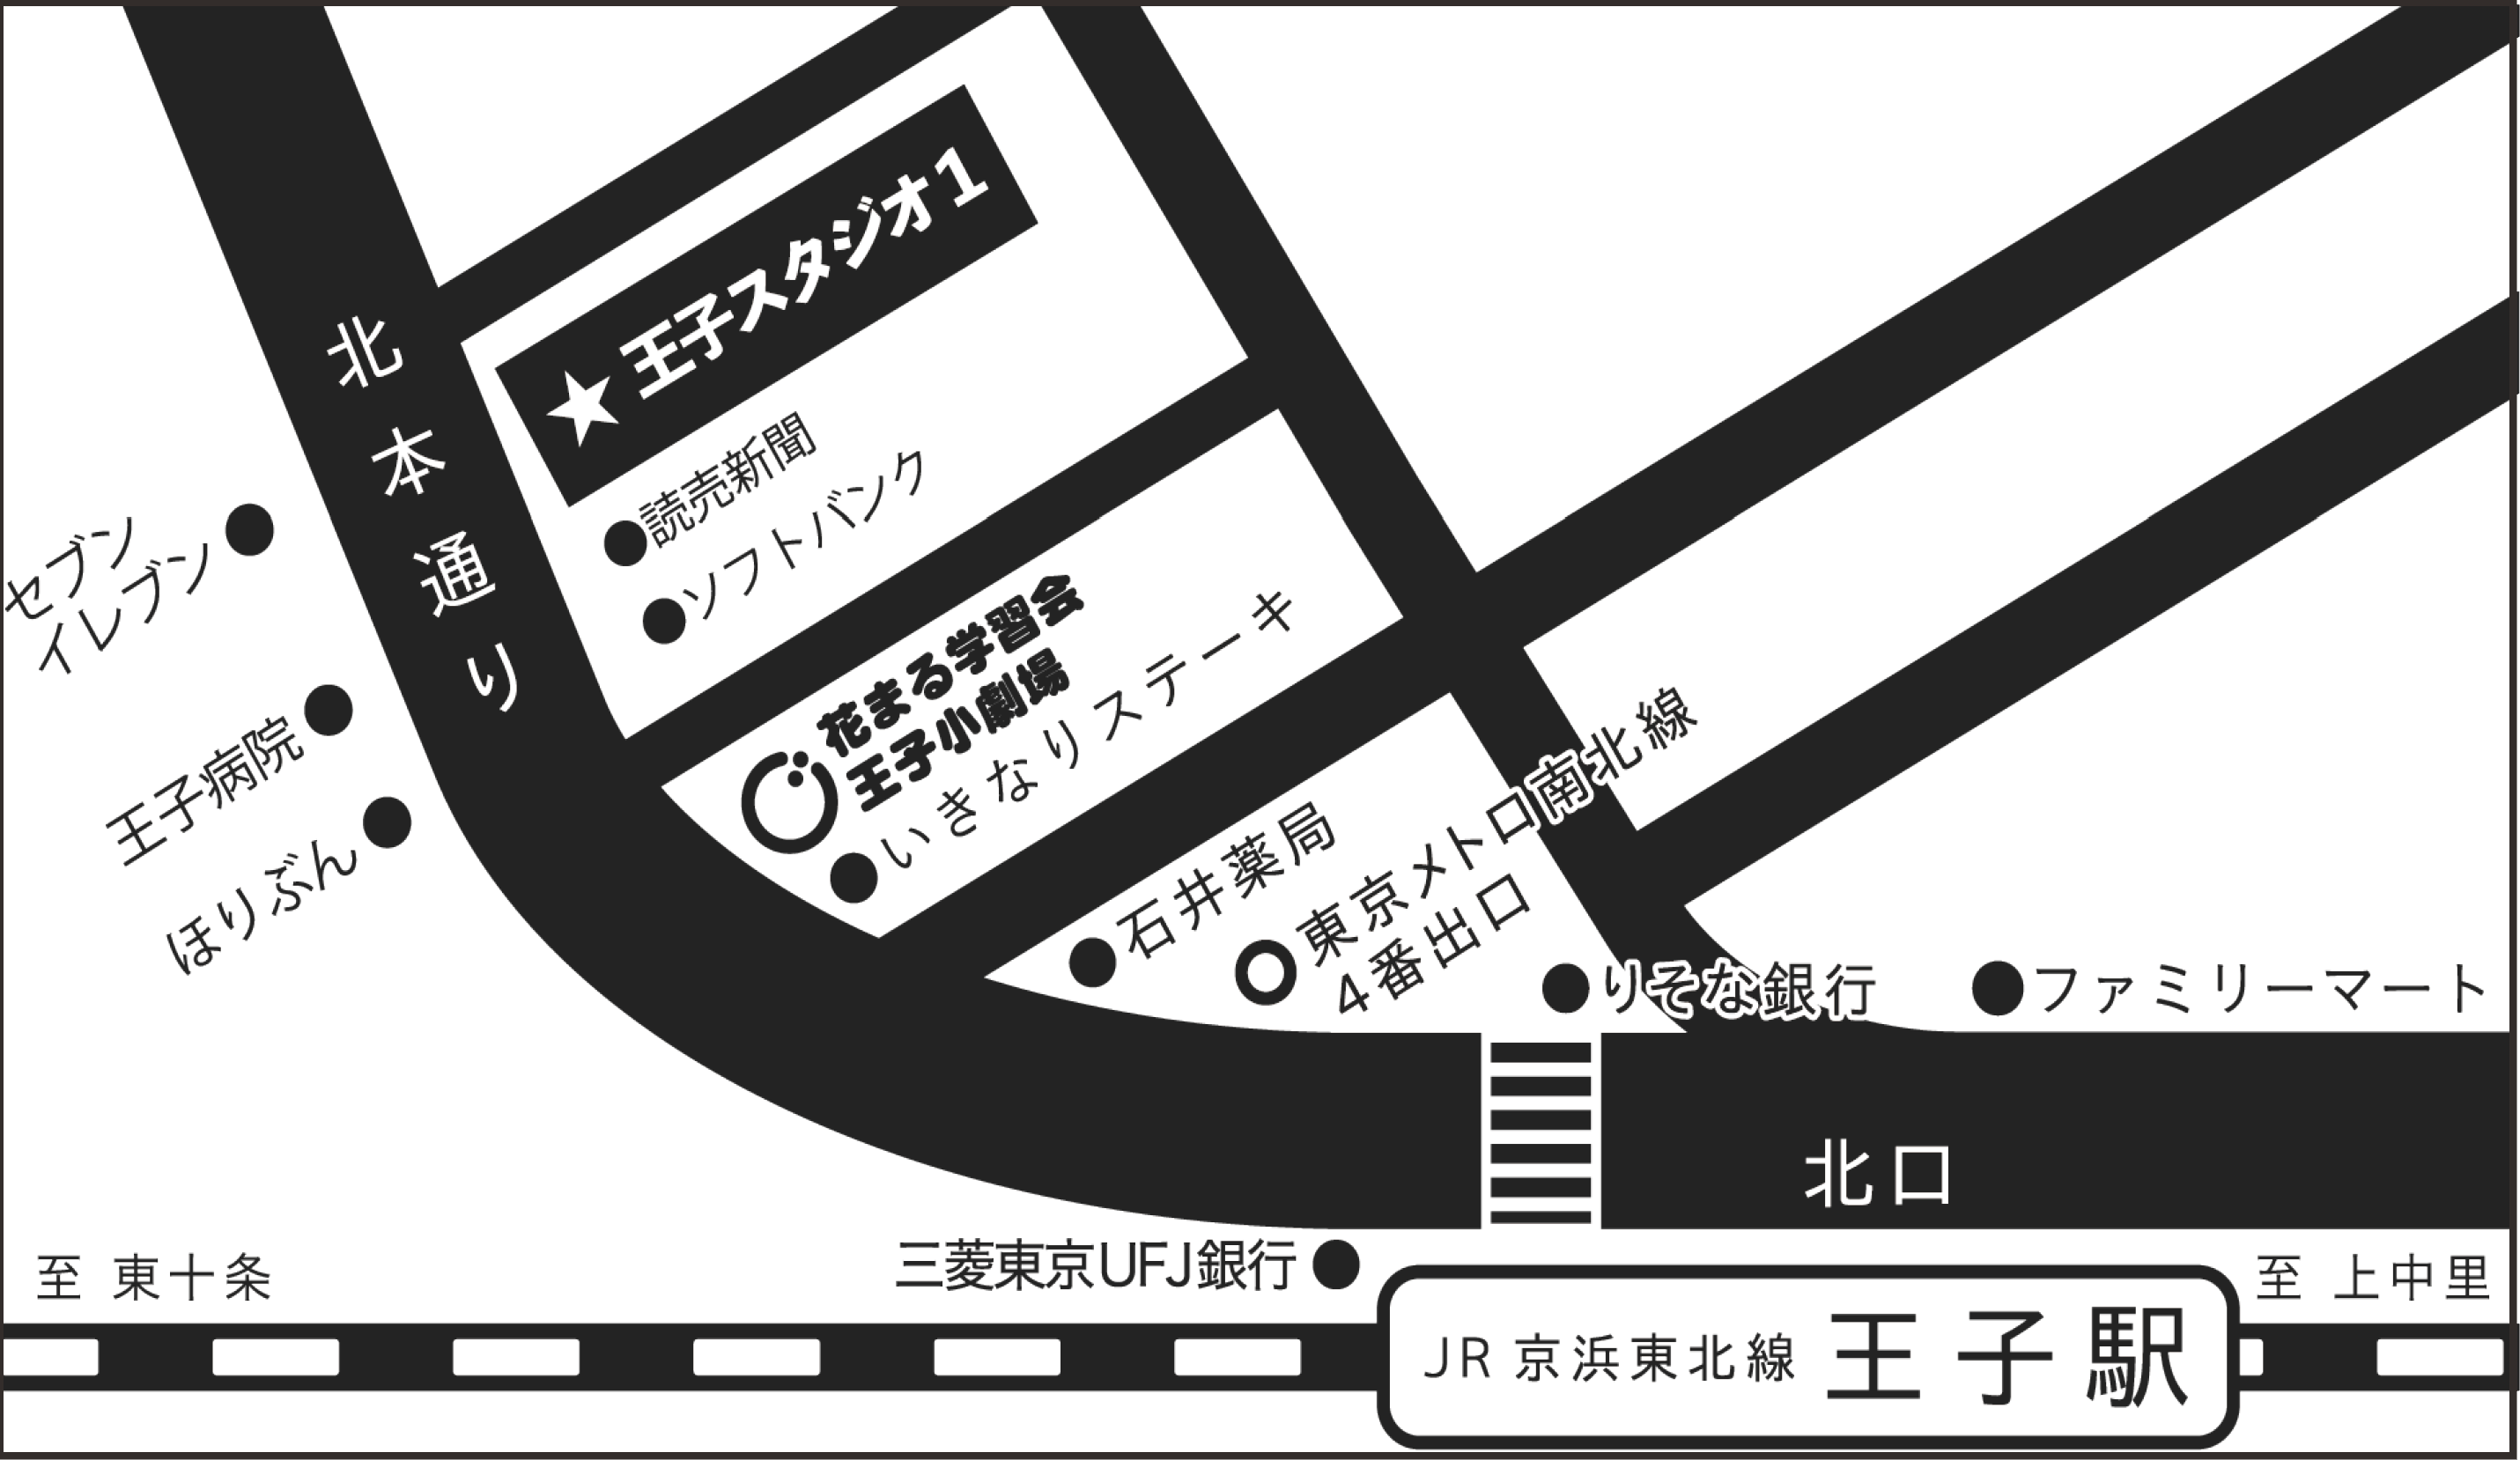 ★王子スタジオ1
北本通り
●読売新聞
●ソフトバンク
セブン
イレブン●
花まる学習会
王子小劇場
●いきなりステーキ
王子病院●
ほりぶん●
●石井薬局
東京メトロ南北線
4番出口
●りそな銀行
●ファミリーマート
北口
三菱東京UFJ銀行●
至 東十条
至 上中里
JR 京浜東北線 王子駅